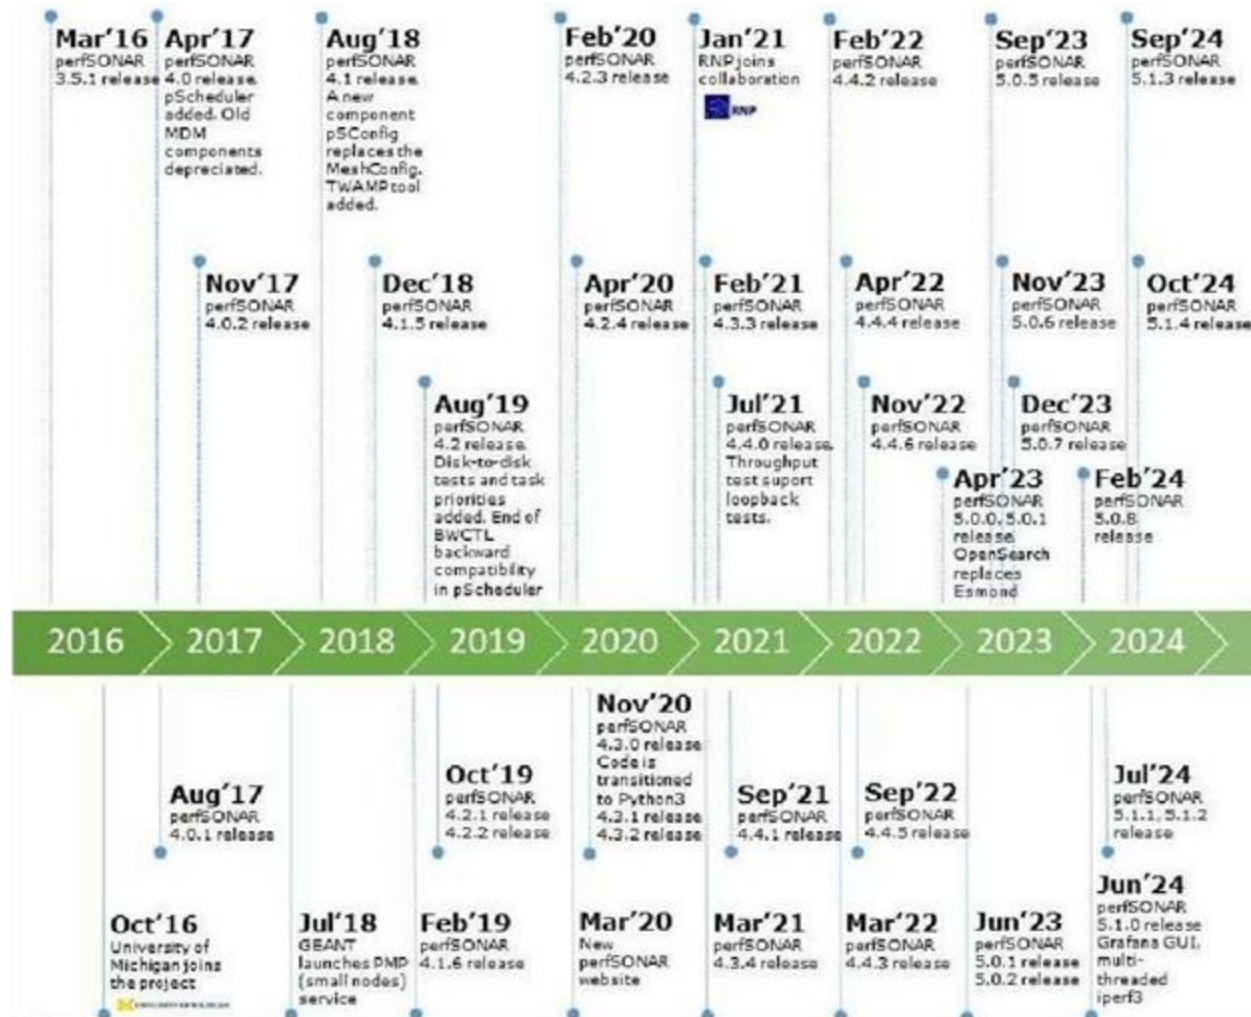 Mar'16
perfSONAR
3.5.1 release
Apr'17
perfSONAR
4.0 release.
pScheduler
added. Old
MDM
components
depreciated.
Aug'18
perfSONAR
4.1 release.
A new
component
pSConfig
replaces the
MeshConfig.
TWAMP tool
added.
Feb'20
perfSONAR
4.2.3 release
Jan'21
RNP joins
collaboration
RNP
Feb'22
perfSONAR
4.4.2 release
Sep'23
perfSONAR
5.0.5 release
Sep'24
perfSONAR
5.1.3 release
Nov'17
perfSONAR
4.0.2 release
Dec'18
perfSONAR
4.1.5 release
Apr'20
perfSONAR
4.2.4 release
Feb'21
perfSONAR
4.3.3 release
Apr'22
perfSONAR
4.4.4 release
Nov'23
perfSONAR
5.0.6 release
Oct'24
perfSONAR
5.1.4 release
Aug'19
perfSONAR
4.2 release.
Disk-to-disk
tests and task
priorities
added. End of
BWCTL
backward
compatibility
in pScheduler
Jul'21
perfSONAR
4.4.0 release.
Throughput
test suport
loopback
tests.
Nov'22
perfSONAR
4.4.6 release
Dec'23
perfSONAR
5.0.7 release
Apr'23
perfSONAR
5.0.0, 5.0.1
release.
OpenSearch
replaces
Esmond
Feb'24
perfSONAR
5.0.8
release
2016 2017 2018 2019 2020 2021 2022 2023 2024
Nov'20
perfSONAR
4.3.0 release
Code is
transitioned
to Python3
4.3.1 release
4.3.2 release
Aug'17
perfSONAR
4.0.1 release
Oct'19
perfSONAR
4.2.1 release
4.2.2 release
Sep'21
perfSONAR
4.4.1 release
Sep'22
perfSONAR
4.4.5 release
Jul'24
perfSONAR
5.1.1, 5.1.2
release
Oct'16
University of
Michigan joins
the project
Jul'18
GEANT
launches PMP
(small nodes)
service
Feb'19
perfSONAR
4.1.6 release
Mar'20
New
perfSONAR
website
Mar'21
perfSONAR
4.3.4 release
Mar'22
perfSONAR
4.4.3 release
Jun'23
perfSONAR
5.0.1 release
5.0.2 release
Jun'24
perfSONAR
5.1.0 release
Grafana GUI,
multi-
threaded
iperf3